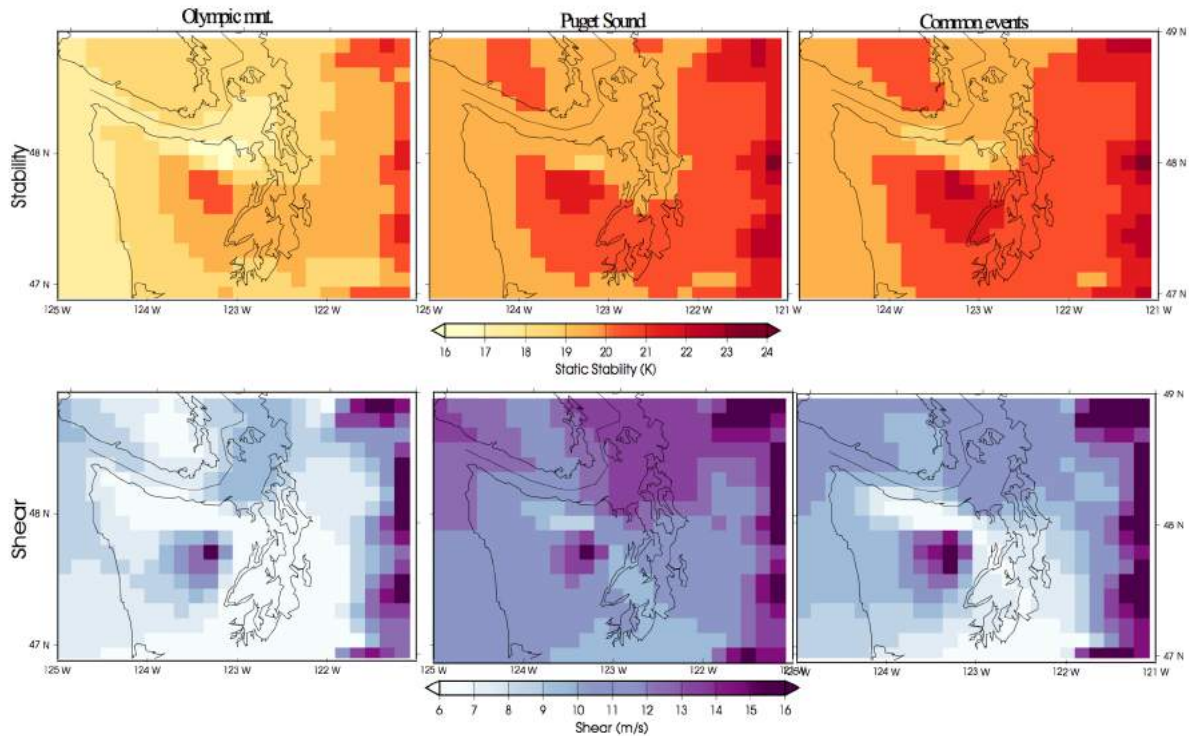 Olympic mnt.
Puget Sound
Common events
49 N
Stability
48 N
48 N
47 N
47 N
125 W
124 W
123 W
122 W
124 W
123 W
122 W
121 W
124 W
123 W
122 W
121 W
16 17 18 19 20 21 22 23 24
Static Stability (K)
49 N
Shear
48 N
48 N
47 N
47 N
125 W
124 W
123 W
122 W
125 W
124 W
123 W
122 W
124 W
123 W
122 W
121 W
6 7 8 9 10 11 12 13 14 15 16
Shear (m/s)